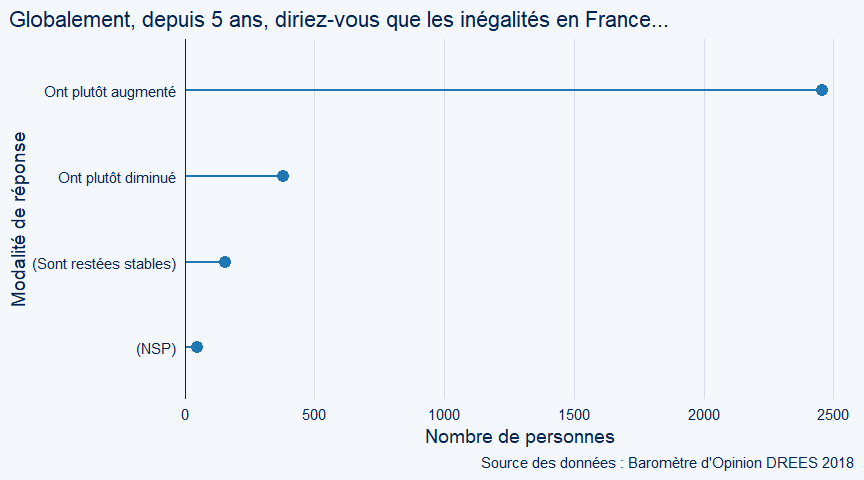 Globalement, depuis 5 ans, diriez-vous que les inégalités en France...
Modalité de réponse
Ont plutôt augmenté
Ont plutôt diminué
(Sont restées stables)
(NSP)
0 500 1000 1500 2000 2500
Nombre de personnes
Source des données : Baromètre d'Opinion DREES 2018